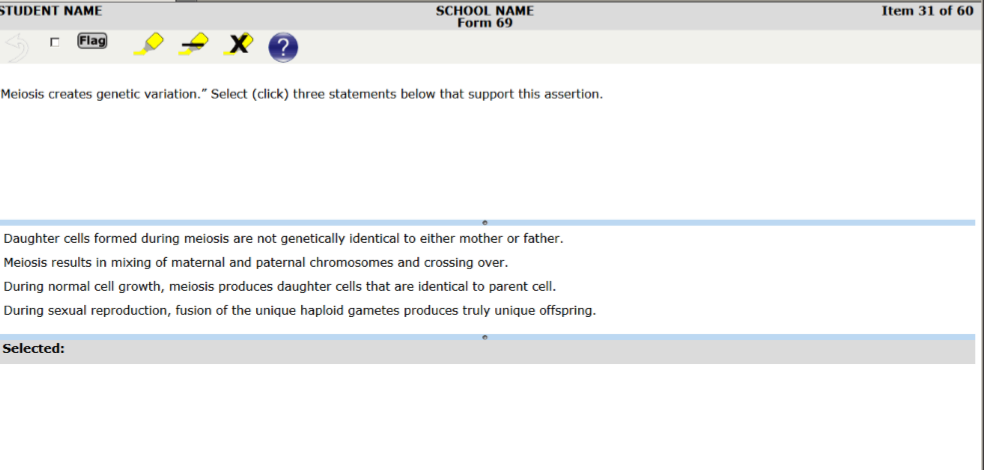 STUDENT NAME
SCHOOL NAME
Item 31 of 60
Form 69
Flag
?
Meiosis creates genetic variation.” Select (click) three statements below that support this assertion.
Daughter cells formed during meiosis are not genetically identical to either mother or father.
Meiosis results in mixing of maternal and paternal chromosomes and crossing over.
During normal cell growth, meiosis produces daughter cells that are identical to parent cell.
During sexual reproduction, fusion of the unique haploid gametes produces truly unique offspring.
Selected: